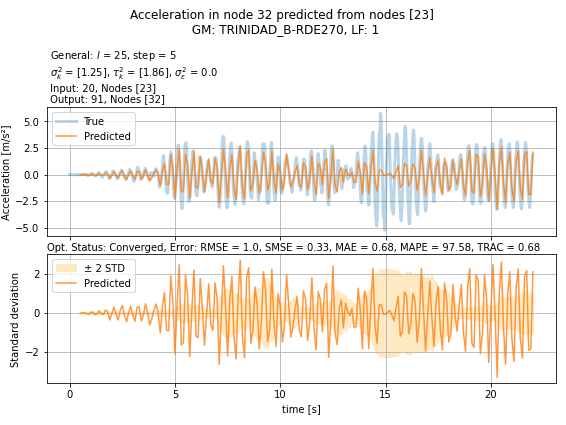 Acceleration in node 32 predicted from nodes [23]
GM: TRINIDAD_B-RDE270, LF: 1
General: l = 25, step = 5
σ²ₖ = [1.25], τ²ₖ = [1.86], σ²ε = 0.0
Input: 20, Nodes [23]
Output: 91, Nodes [32]
Acceleration [m/s²]
5.0
2.5
0.0
−2.5
−5.0
True
Predicted
Opt. Status: Converged, Error: RMSE = 1.0, SMSE = 0.33, MAE = 0.68, MAPE = 97.58, TRAC = 0.68
Standard deviation
2
0
−2
± 2 STD
Predicted
0 5 10 15 20
time [s]